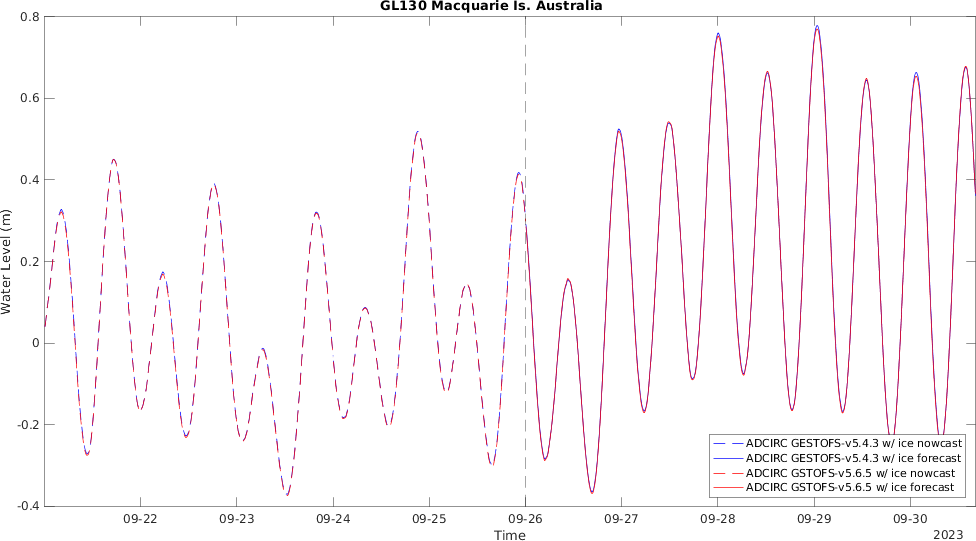 GL130 Macquarie Is. Australia
0.8
0.6
0.4
0.2
0
-0.2
-0.4
Water Level (m)
09-22 09-23 09-24 09-25 09-26 09-27 09-28 09-29 09-30
Time
2023
ADCIRC GESTOFS-v5.4.3 w/ ice nowcast
ADCIRC GESTOFS-v5.4.3 w/ ice forecast
ADCIRC GSTOFS-v5.6.5 w/ ice nowcast
ADCIRC GSTOFS-v5.6.5 w/ ice forecast